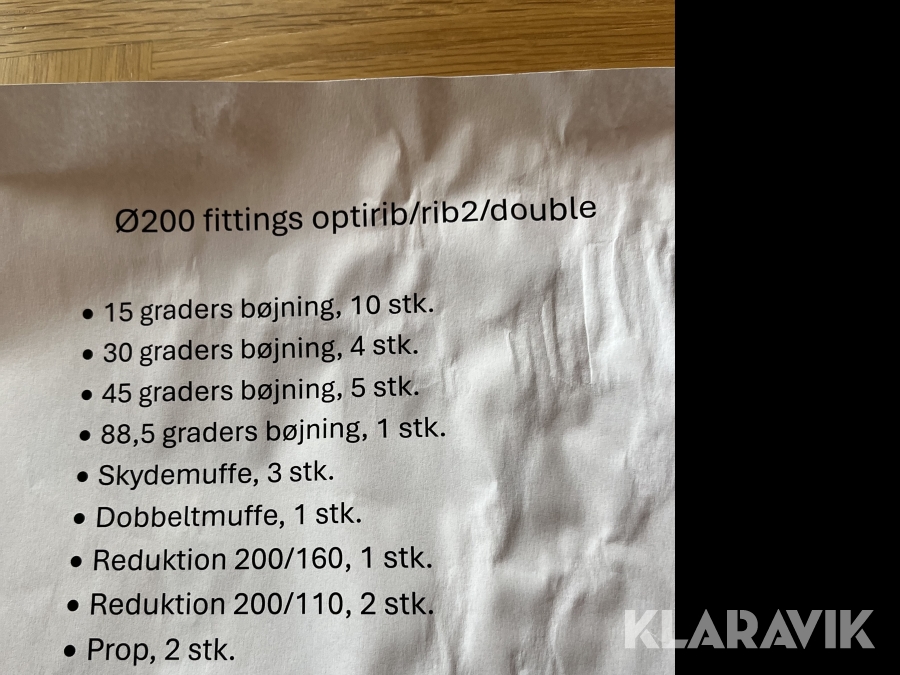 Ø200 fittings optirib/rib2/double
• 15 graders bøjning, 10 stk.
• 30 graders bøjning, 4 stk.
• 45 graders bøjning, 5 stk.
• 88,5 graders bøjning, 1 stk.
• Skydemuffe, 3 stk.
• Dobbeltmuffe, 1 stk.
• Reduktion 200/160, 1 stk.
• Reduktion 200/110, 2 stk.
• Prop, 2 stk.
KLARAVIK